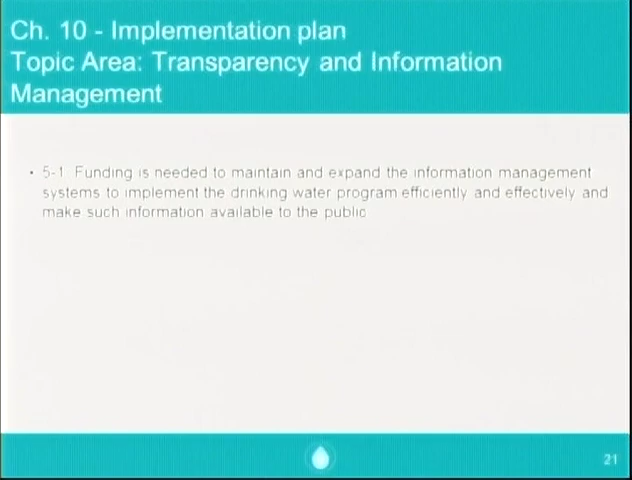 Ch. 10 - Implementation plan
Topic Area: Transparency and Information
Management
• 5-1 Funding is needed to maintain and expand the information management
systems to implement the drinking water program efficiently and effectively and
make such information available to the public
21